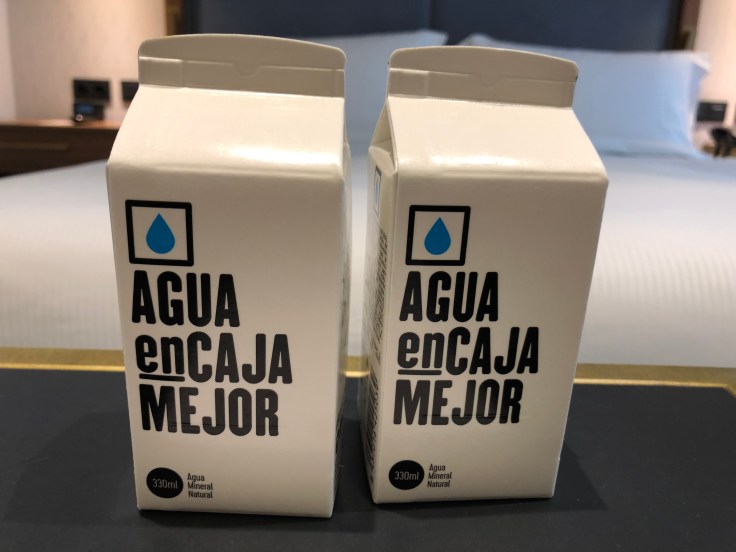 AGUA
enCAJA
MEJOR
330ml
Agua
Mineral
Natural
AGUA
enCAJA
MEJOR
330ml
Agua
Mineral
Natural